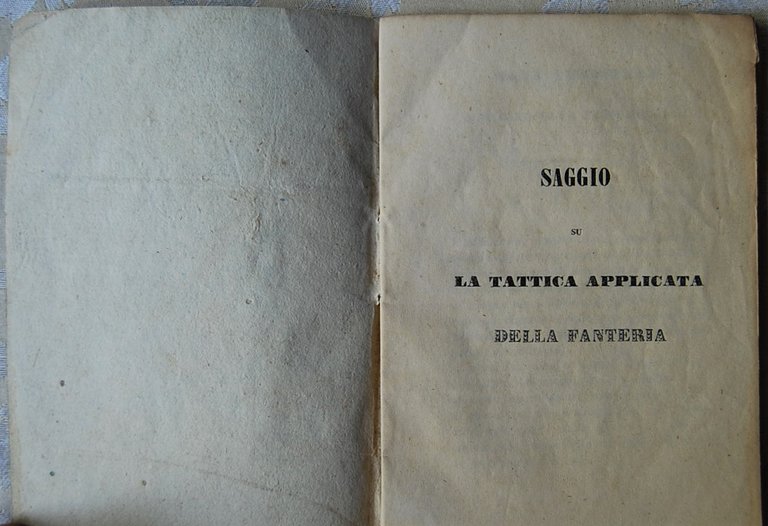 SAGGIO
SU
LA TATTICA APPLICATA
DELLA FANTERIA